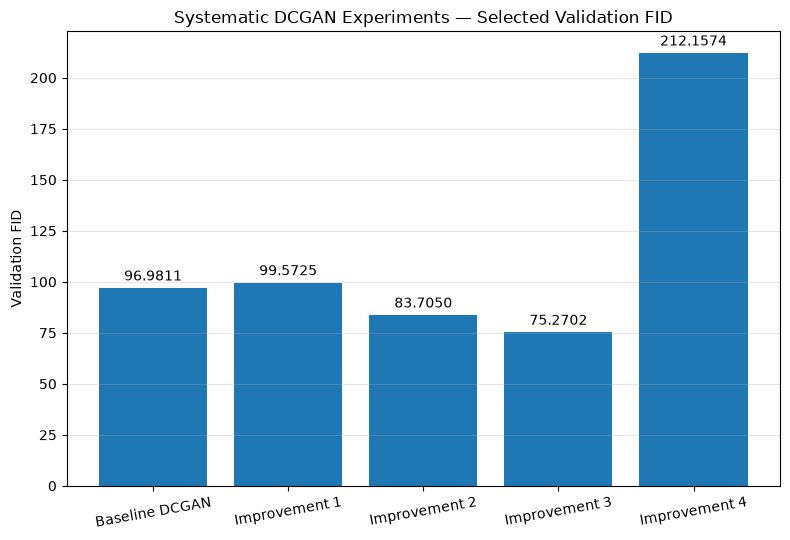 Systematic DCGAN Experiments — Selected Validation FID
212.1574
200
175
150
125
100
75
50
25
0
Validation FID
96.9811
99.5725
83.7050
75.2702
Baseline DCGAN
Improvement 1
Improvement 2
Improvement 3
Improvement 4